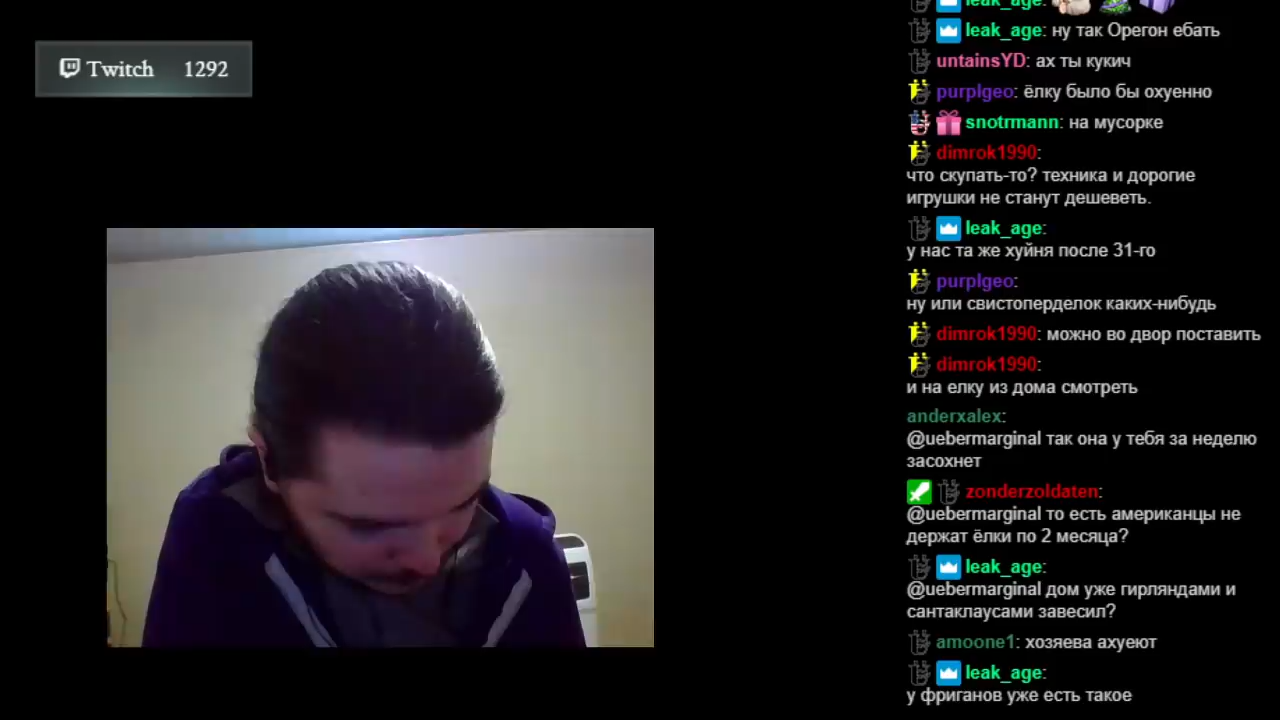 Twitch 1292
leak_age:
leak_age: ну так Орегон ебать
untainsYD: ах ты кукич
purplgeo: ёлку было бы охуенно
snotrmann: на мусорке
dimrok1990:
что скупать-то? техника и дорогие
игрушки не станут дешеветь.
leak_age:
у нас та же хуйня после 31-го
purplgeo:
ну или свистоперделок каких-нибудь
dimrok1990: можно во двор поставить
dimrok1990:
и на елку из дома смотреть
anderxalex:
@uebermarginal так она у тебя за неделю
засохнет
zonderzoldaten:
@uebermarginal то есть американцы не
держат ёлки по 2 месяца?
leak_age:
@uebermarginal дом уже гирляндами и
сантаклаусами завесил?
amoone1: хозяева ахуеют
leak_age:
у фриганов уже есть такое